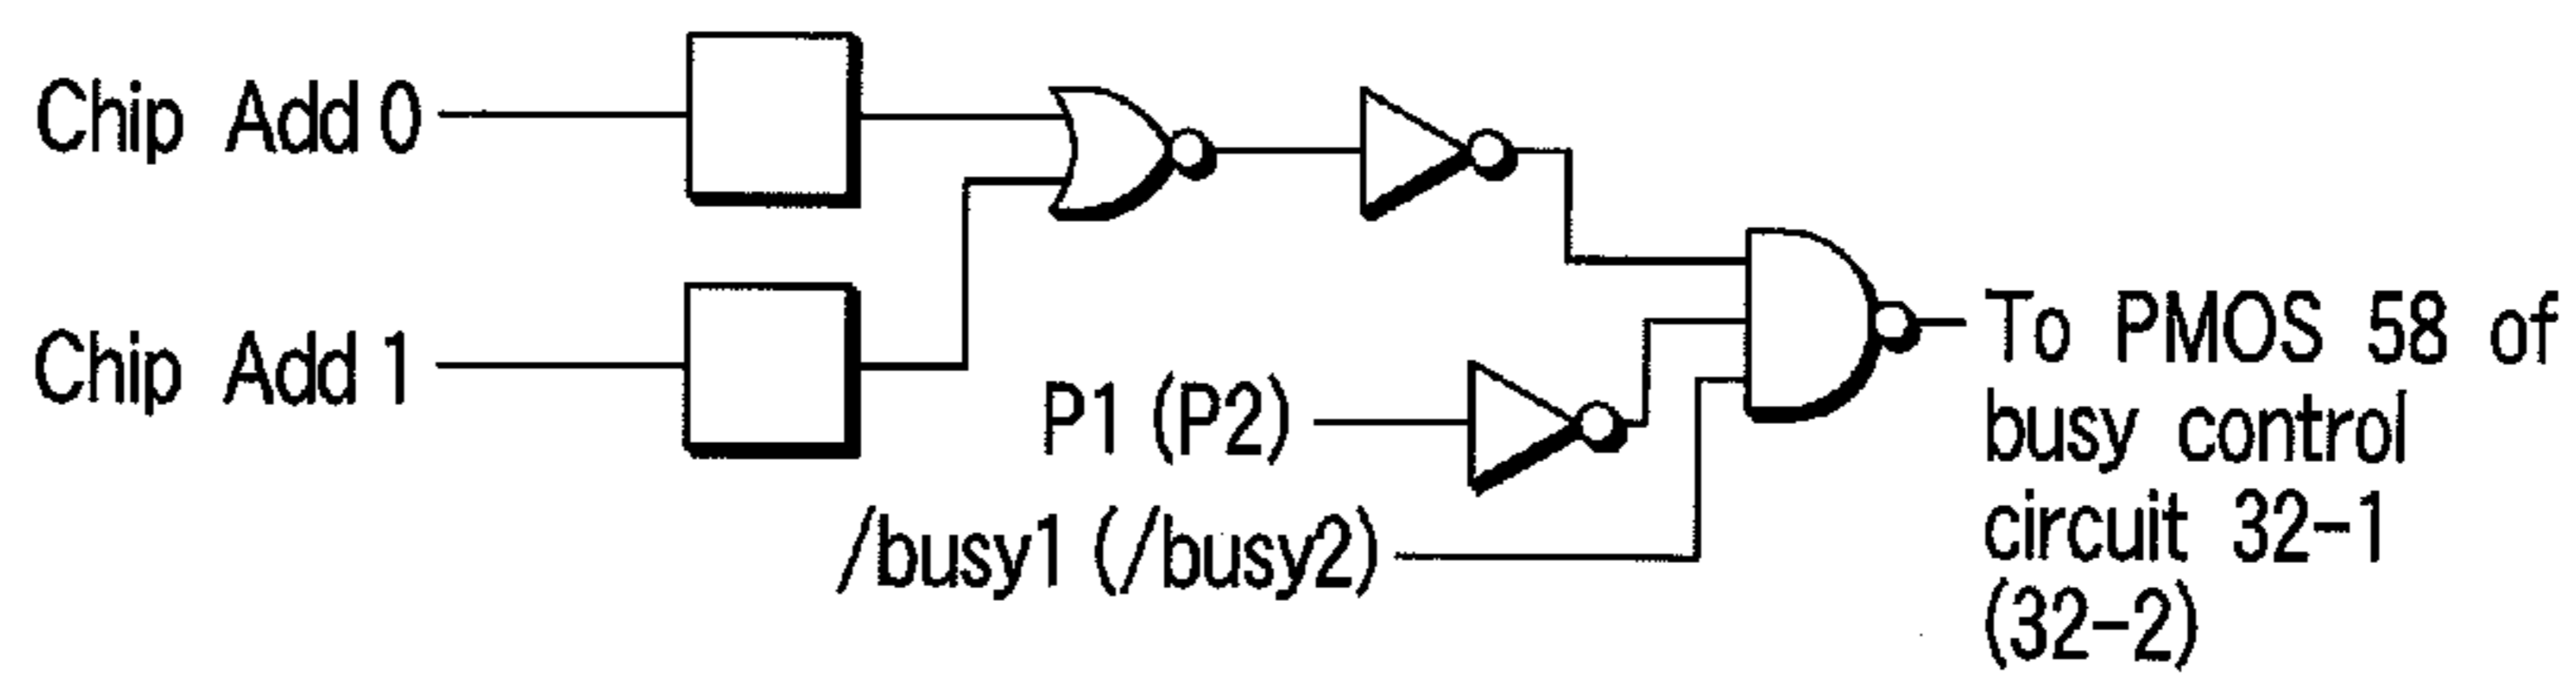 Chip Add 0
Chip Add 1
P1 (P2)
/busy1 (/busy2)
To PMOS 58 of
busy control
circuit 32-1
(32-2)